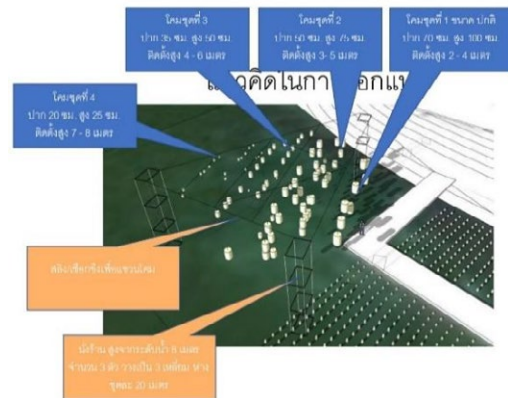 โคมชุดที่ 3
ปาก 35 ซม. สูง 50 ซม.
ติดตั้งสูง 4 - 6 เมตร
โคมชุดที่ 2
ปาก 50 ซม. สูง 75 ซม.
ติดตั้งสูง 3- 5 เมตร
โคมชุดที่ 1 ขนาด ปกติ
ปาก 70 ซม. สูง 100 ซม.
ติดตั้งสูง 2 - 4 เมตร
โคมชุดที่ 4
ปาก 20 ซม. สูง 25 ซม.
ติดตั้งสูง 7 - 8 เมตร
นั่งร้าน สูงจากระดับน้ำ 8 เมตร
จำนวน 3 ตัว วางเป็น 3 เหลี่ยม ห่าง
ชุดละ 20 เมตร